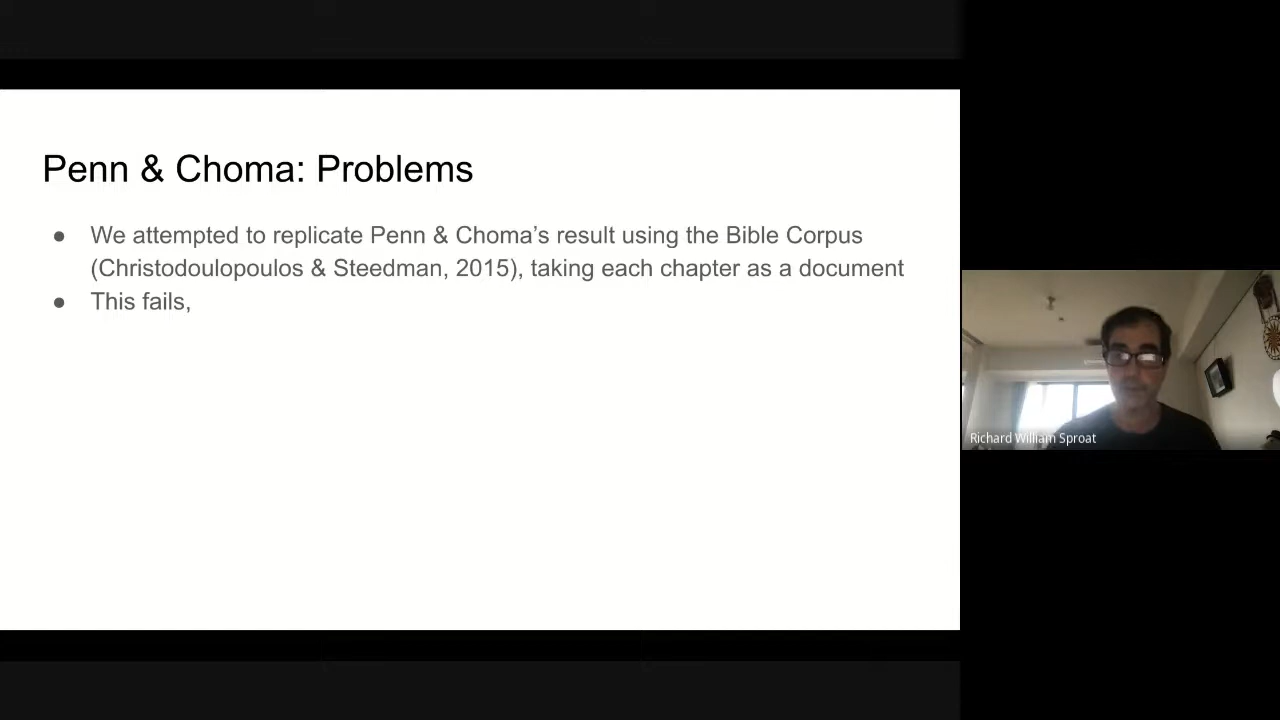 Penn & Choma: Problems
● We attempted to replicate Penn & Choma’s result using the Bible Corpus
(Christodoulopoulos & Steedman, 2015), taking each chapter as a document
● This fails,
Richard William Sproat